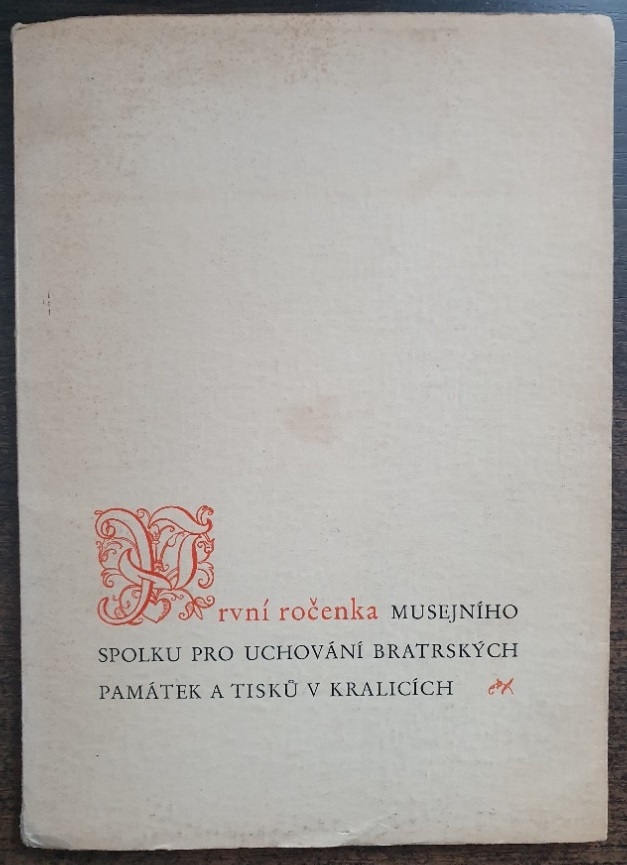 První ročenka MUSEJNÍHO
SPOLKU PRO UCHOVÁNÍ BRATRSKÝCH
PAMÁTEK A TISKŮ V KRALICÍCH